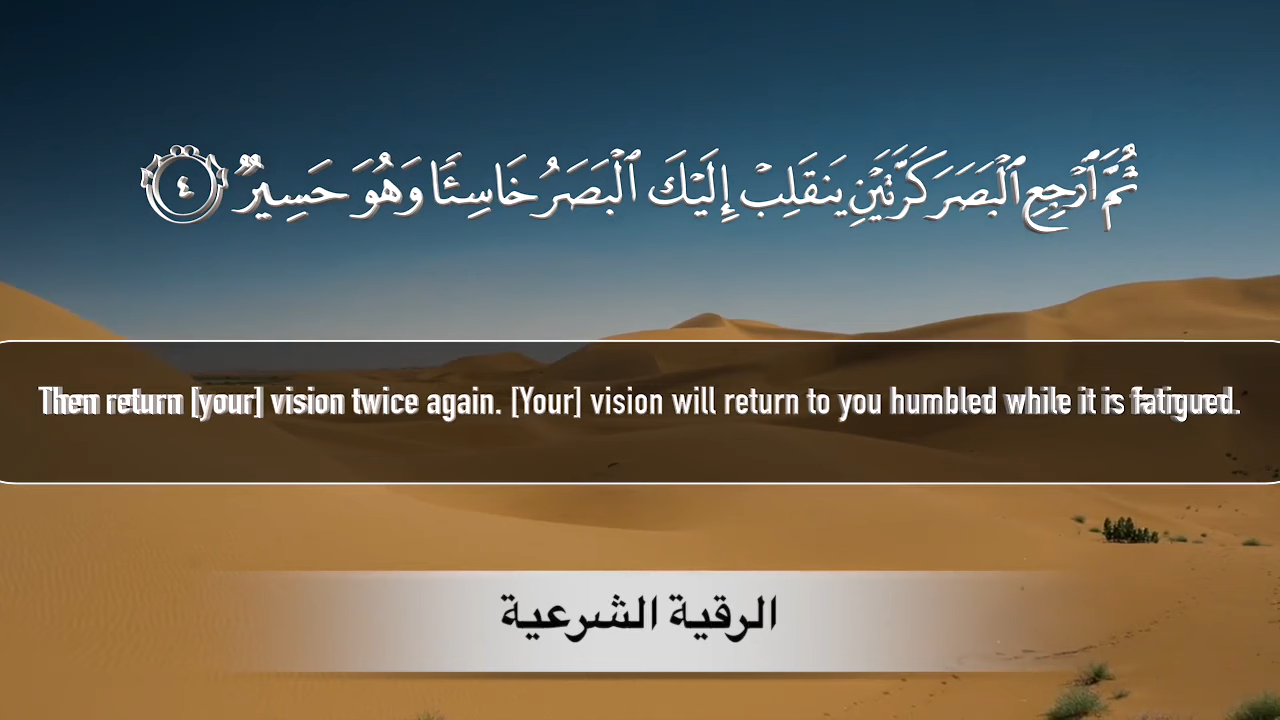 ثُمَّ ٱرْجِعِ ٱلْبَصَرَ كَرَّتَيْنِ يَنقَلِبْ إِلَيْكَ ٱلْبَصَرُ خَاسِئًا وَهُوَ حَسِيرٌ ٤
Then return [your] vision twice again. [Your] vision will return to you humbled while it is fatigued.
الرقية الشرعية